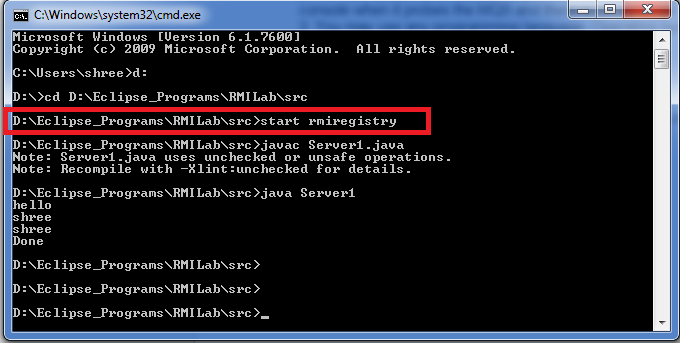 C:\Windows\system32\cmd.exe
Microsoft Windows [Version 6.1.7600]
Copyright (c) 2009 Microsoft Corporation.  All rights reserved.
C:\Users\shree>d:
D:\>cd D:\Eclipse_Programs\RMILab\src
D:\Eclipse_Programs\RMILab\src>start rmiregistry
D:\Eclipse_Programs\RMILab\src>javac Server1.java
Note: Server1.java uses unchecked or unsafe operations.
Note: Recompile with -Xlint:unchecked for details.
D:\Eclipse_Programs\RMILab\src>java Server1
hello
shree
shree
Done
D:\Eclipse_Programs\RMILab\src>
D:\Eclipse_Programs\RMILab\src>
D:\Eclipse_Programs\RMILab\src>_